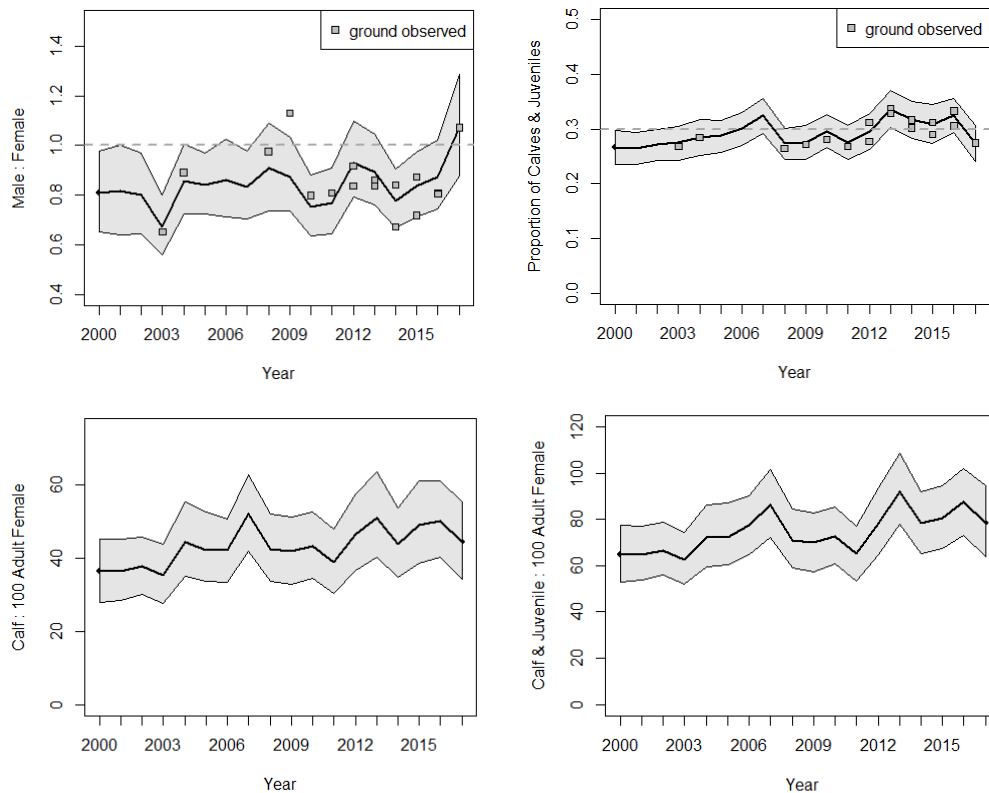 ground observed
Male : Female
0.4 0.6 0.8 1.0 1.2 1.4
2000 2003 2006 2009 2012 2015
Year
ground observed
Proportion of Calves & Juveniles
0.0 0.1 0.2 0.3 0.4 0.5
2000 2003 2006 2009 2012 2015
Year
Calf : 100 Adult Female
0 20 40 60
2000 2003 2006 2009 2012 2015
Year
Calf & Juvenile : 100 Adult Female
0 20 40 60 80 100 120
2000 2003 2006 2009 2012 2015
Year